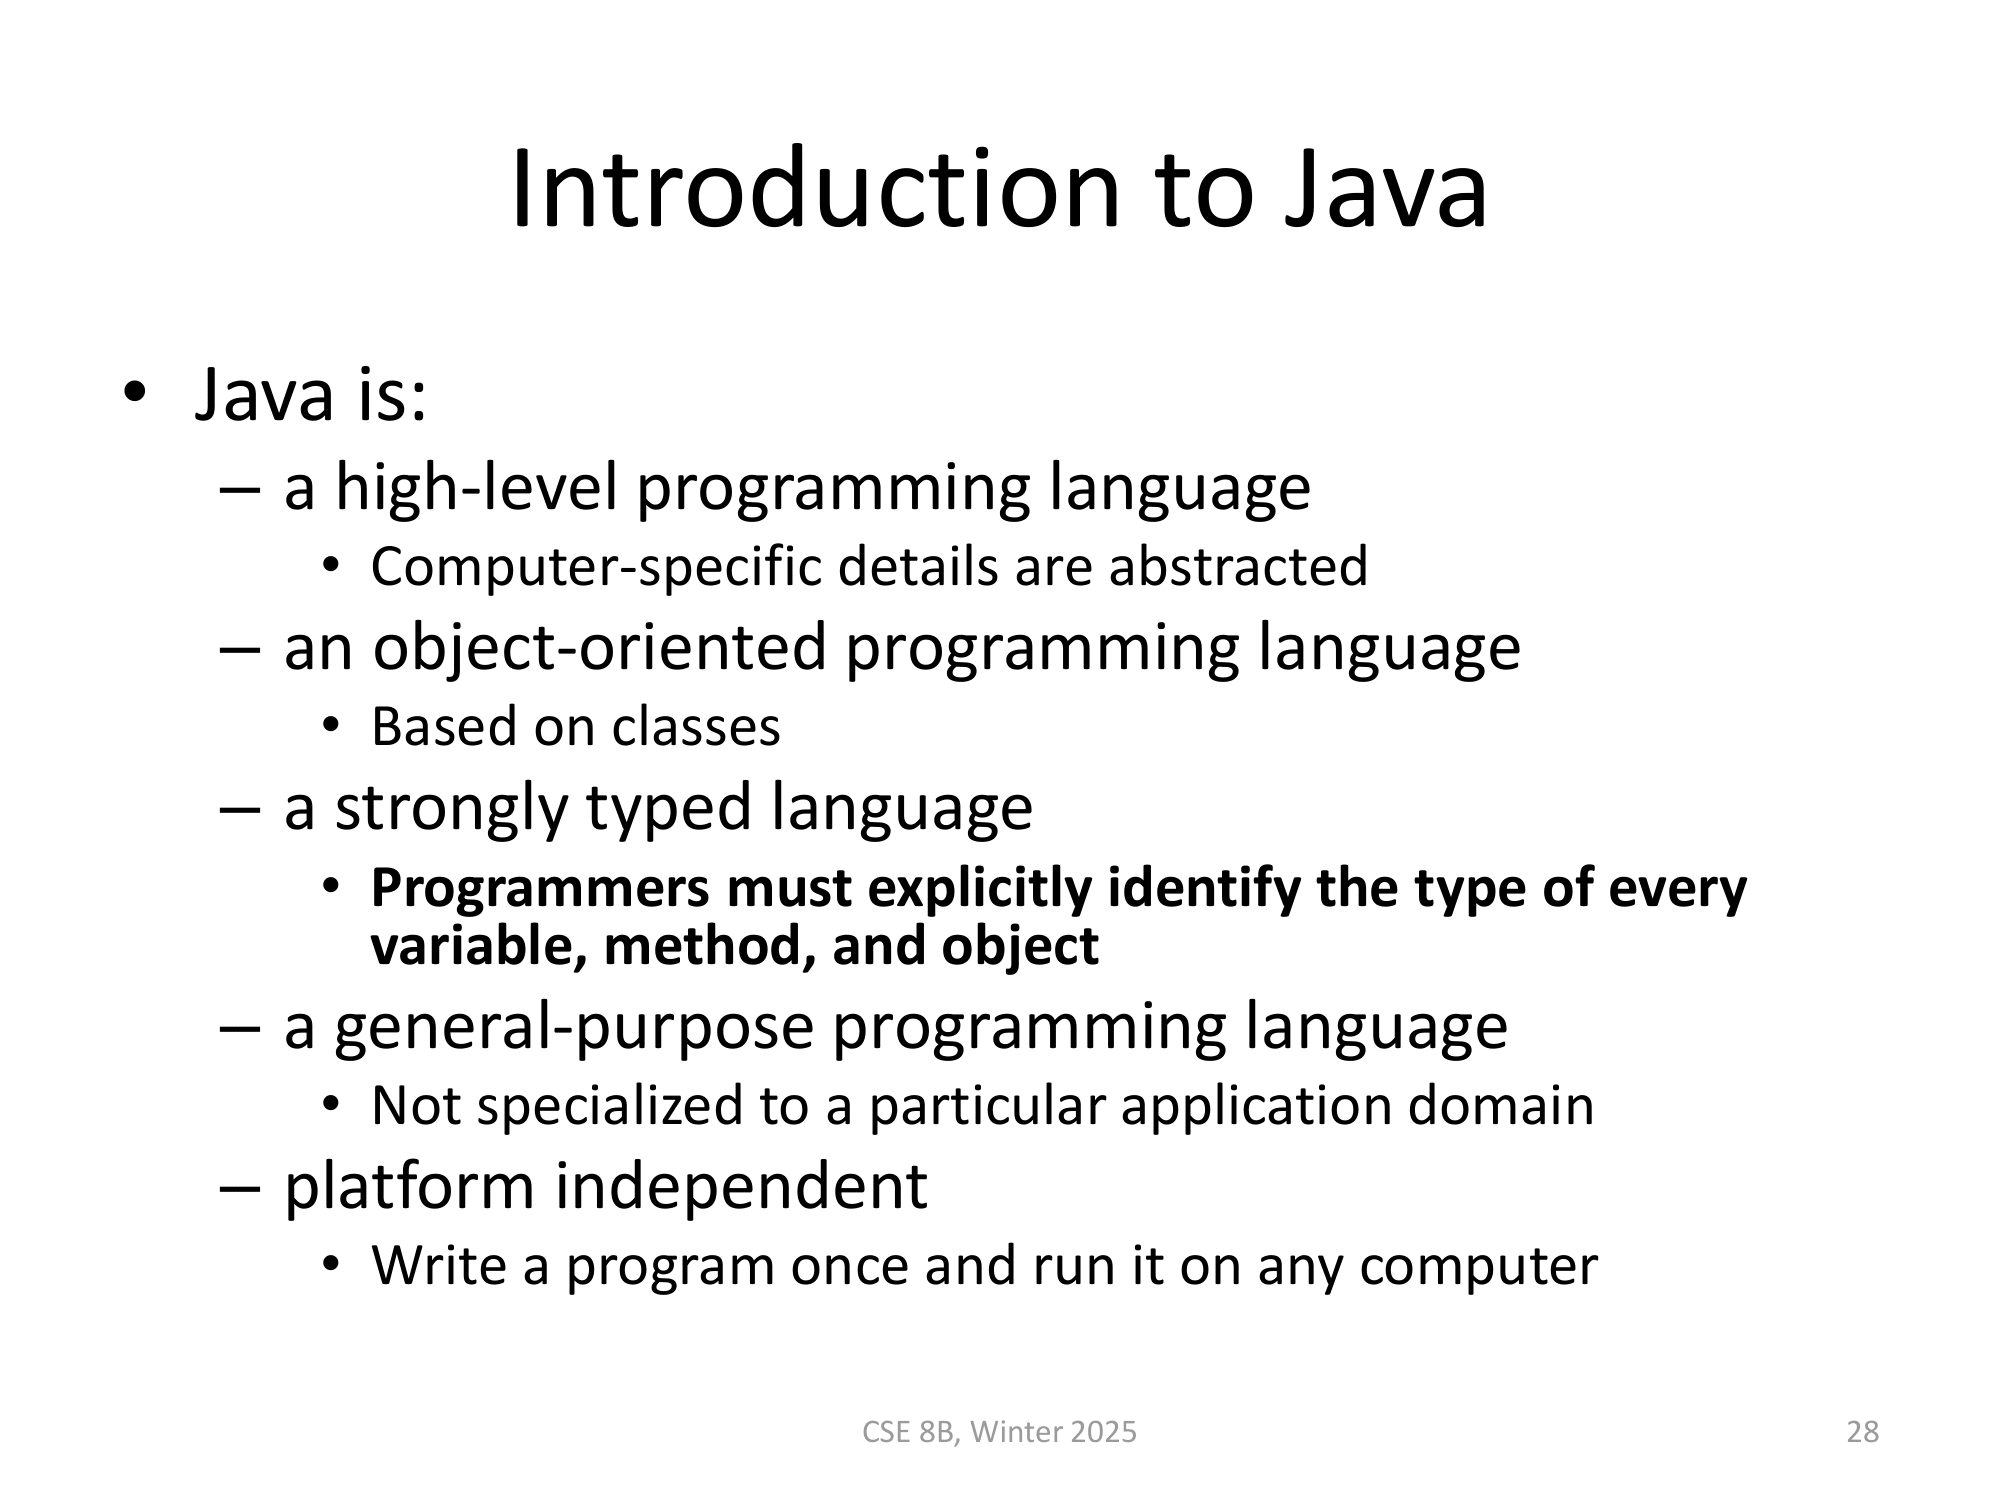 Introduction to Java
• Java is:
– a high-level programming language
• Computer-specific details are abstracted
– an object-oriented programming language
• Based on classes
– a strongly typed language
• Programmers must explicitly identify the type of every
variable, method, and object
– a general-purpose programming language
• Not specialized to a particular application domain
– platform independent
• Write a program once and run it on any computer
CSE 8B, Winter 2025
28